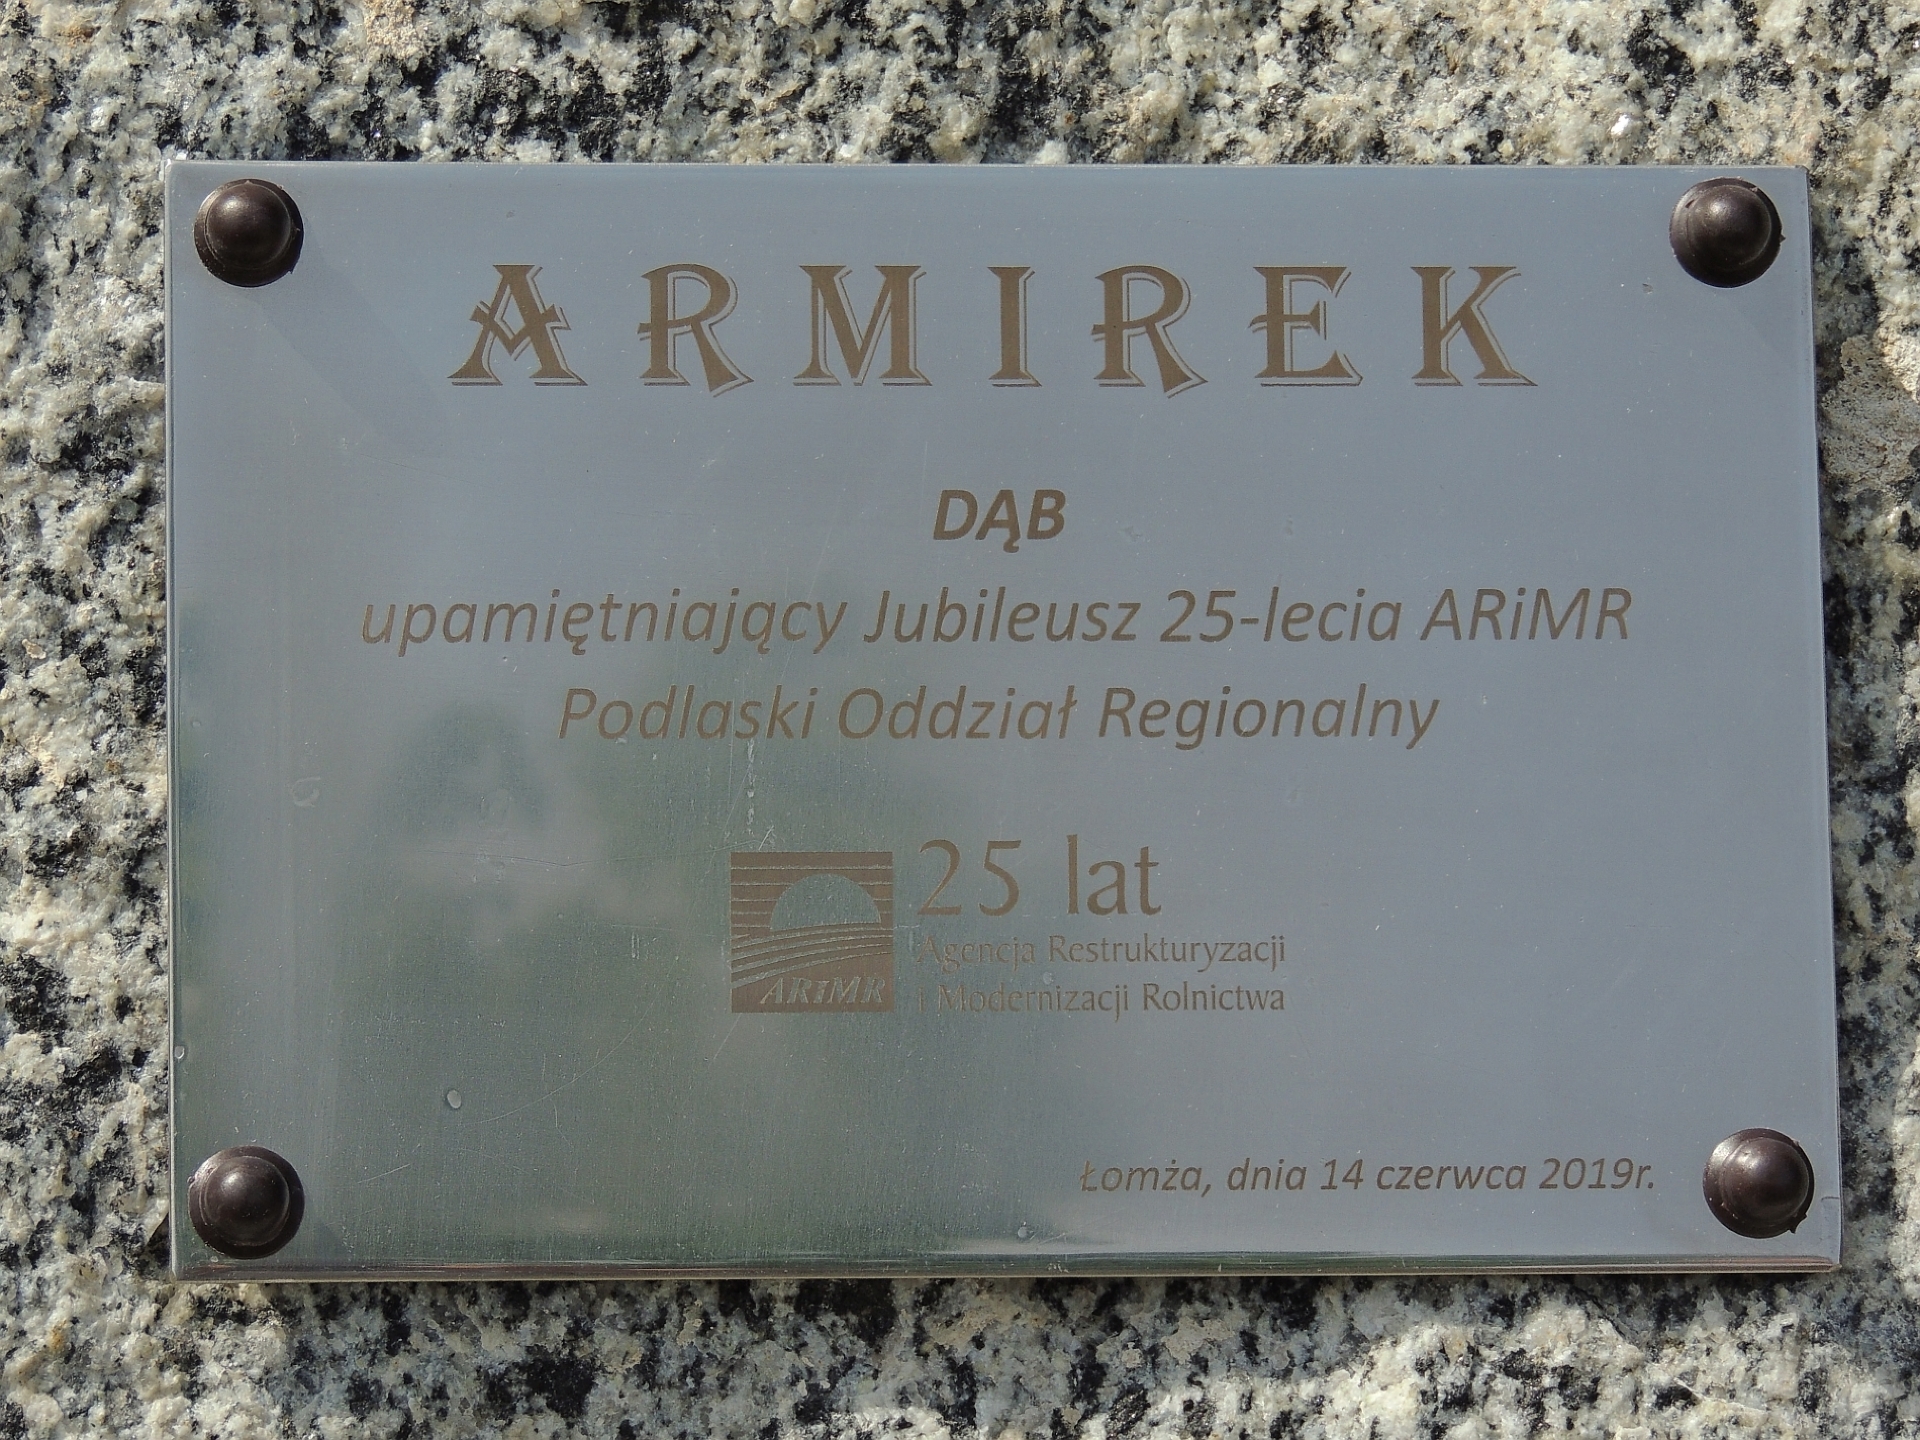 ARMIREK
DĄB
upamiętniający Jubileusz 25-lecia ARiMR
Podlaski Oddział Regionalny
25 lat
Agencja Restrukturyzacji
i Modernizacji Rolnictwa
ARiMR
Łomża, dnia 14 czerwca 2019r.